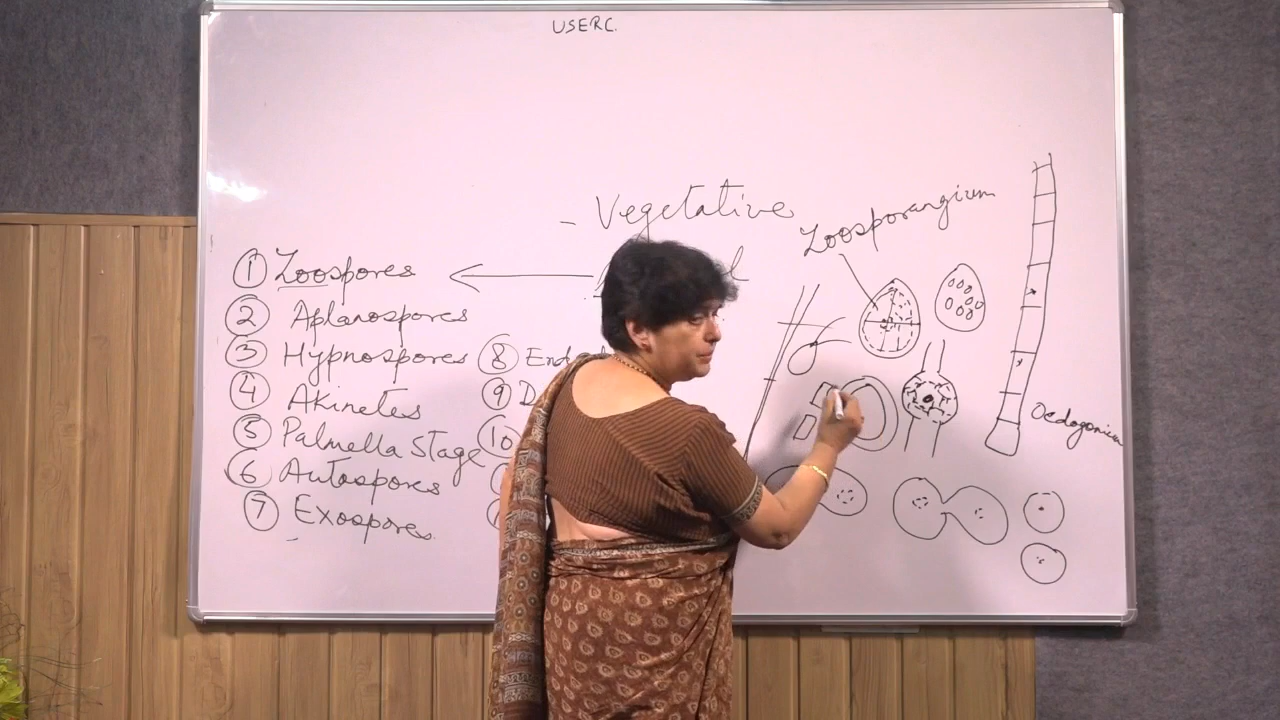 USERC.
- Vegetative
Zoosporangium
① Zoospores
② Aplanospores
③ Hypnospores
④ Akinetes
⑤ Palmella Stage
⑥ Autospores
⑦ Exospores.
⑧
⑨
⑩
Oedogonium